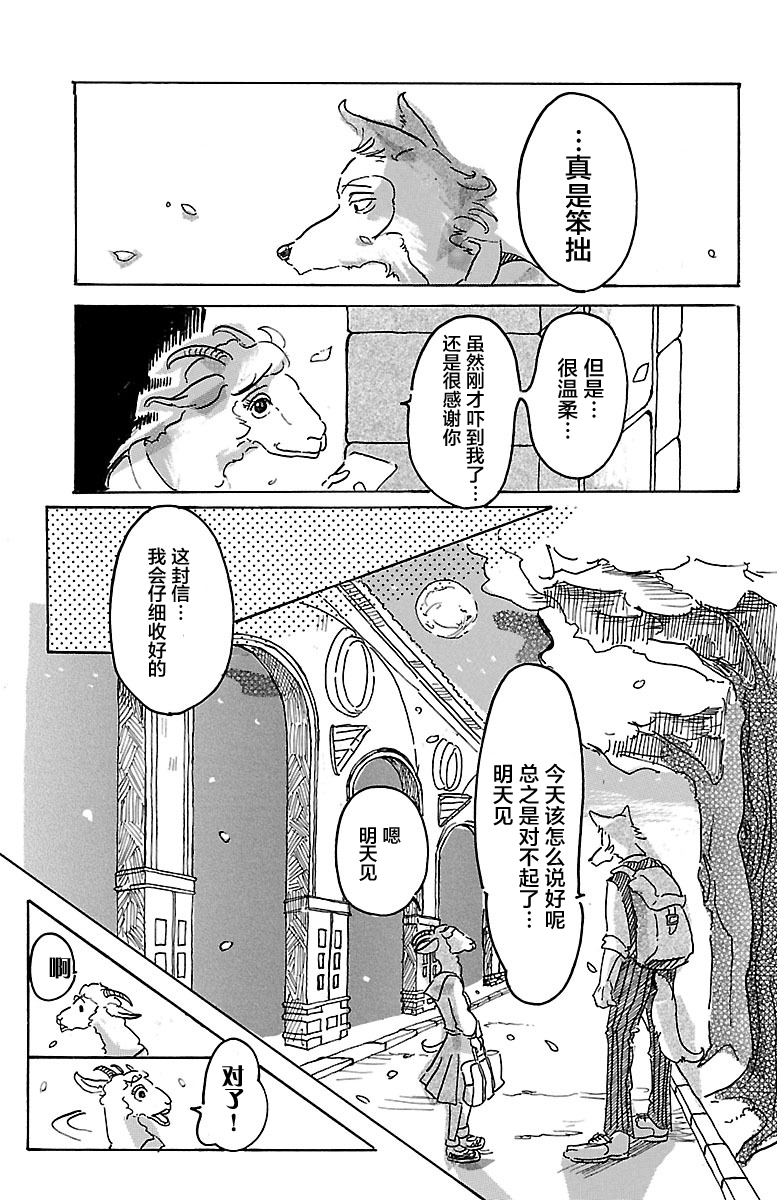 …真是笨拙
但是…
很温柔…
虽然刚才吓到我了…
还是很感谢你
这封信…
我会仔细收好的
今天该怎么说好呢
总之是对不起了…
明天见
嗯
明天见
啊
对了！